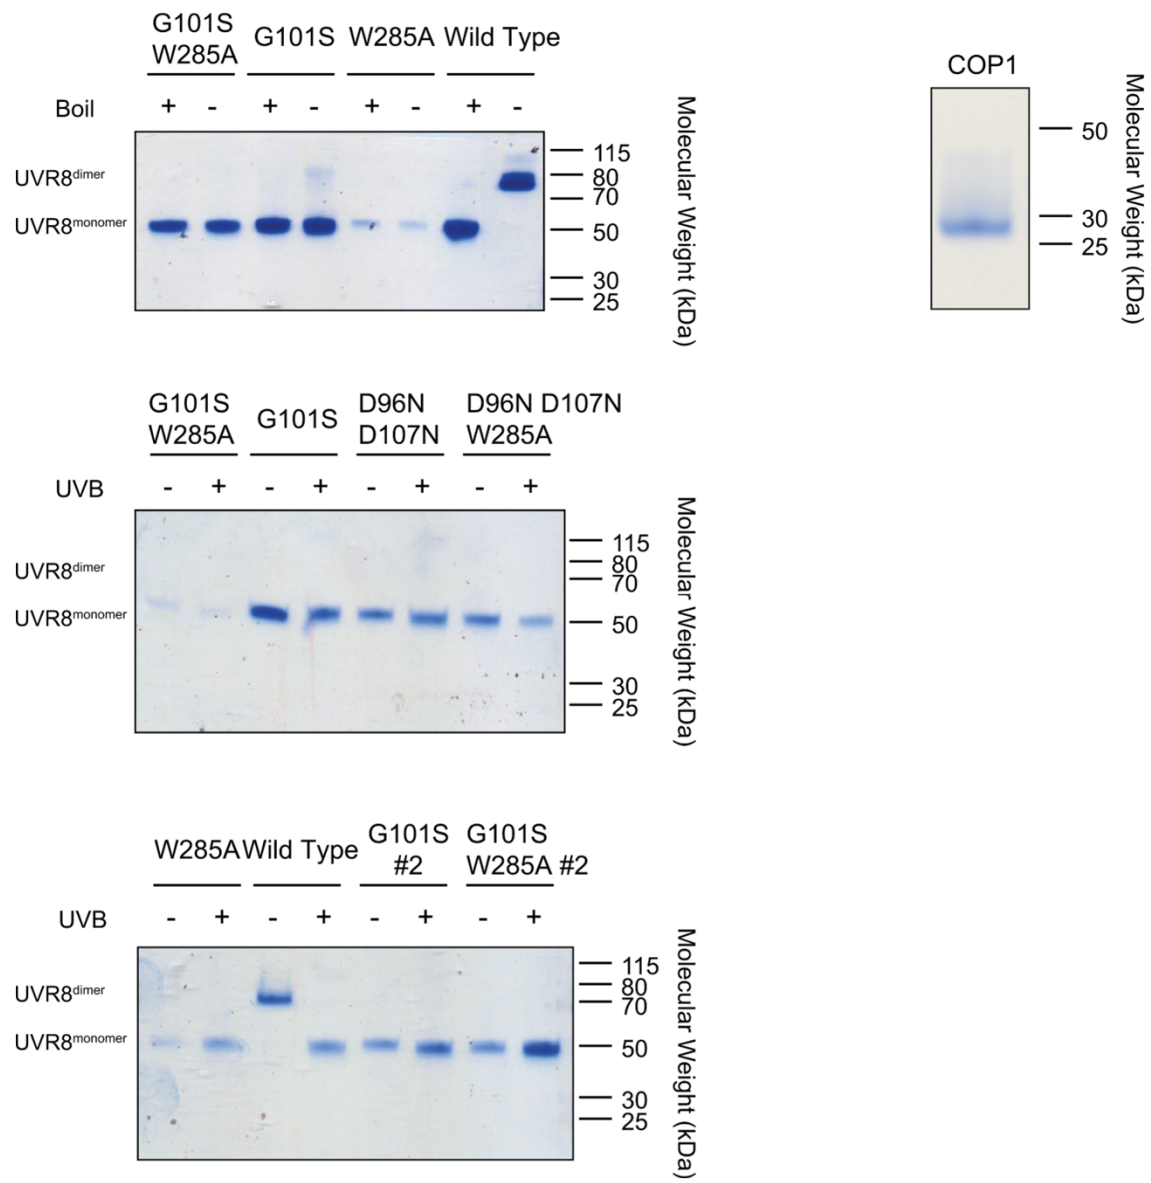 G101S
W285A
G101S W285A Wild Type
Boil + - + - + - + -
UVR8dimer
UVR8monomer
115
80
70
50
30
25
Molecular Weight (kDa)
COP1
50
30
25
Molecular Weight (kDa)
G101S
W285A
G101S
D96N
D107N
D96N D107N
W285A
UVB - + - + - + - +
UVR8dimer
UVR8monomer
115
80
70
50
30
25
Molecular Weight (kDa)
W285A Wild Type
G101S
#2
G101S
W285A #2
UVB - + - + - + - +
UVR8dimer
UVR8monomer
115
80
70
50
30
25
Molecular Weight (kDa)